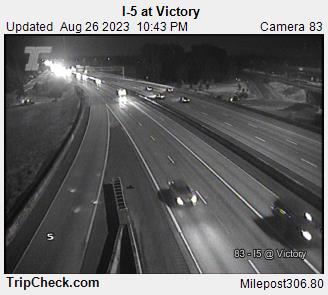 I-5 at Victory
Updated Aug 26 2023 10:43 PM Camera 83
S
83 - I5 @ Victory
TripCheck.com Milepost306.80